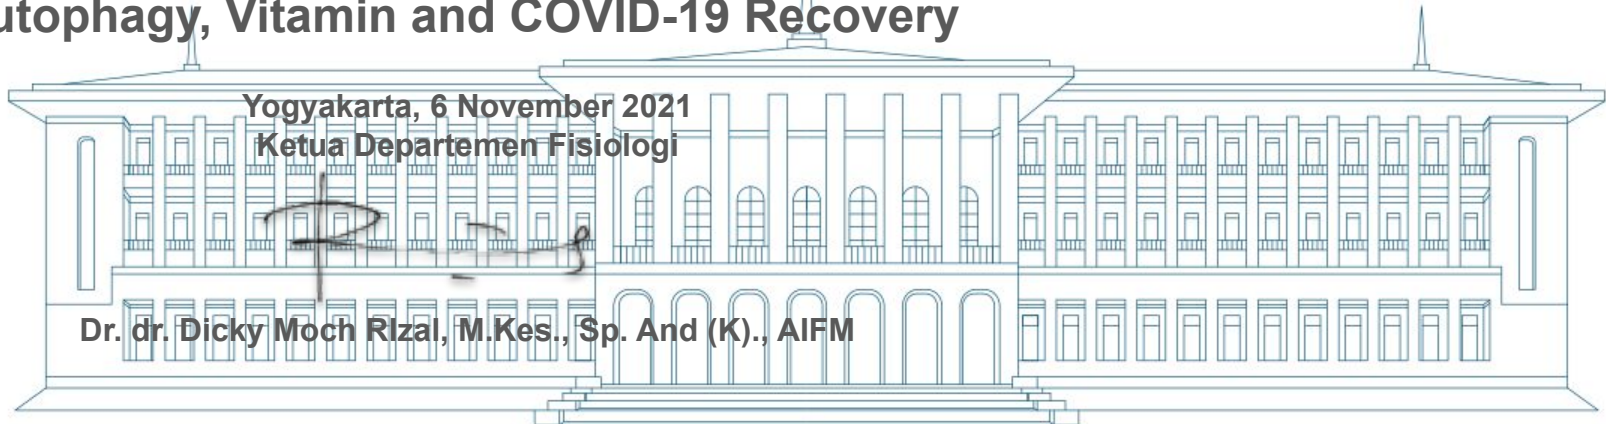 utophagy, Vitamin and COVID-19 Recovery
Yogyakarta, 6 November 2021
Ketua Departemen Fisiologi
Dr. dr. Dicky Moch RIzal, M.Kes., Sp. And (K)., AIFM